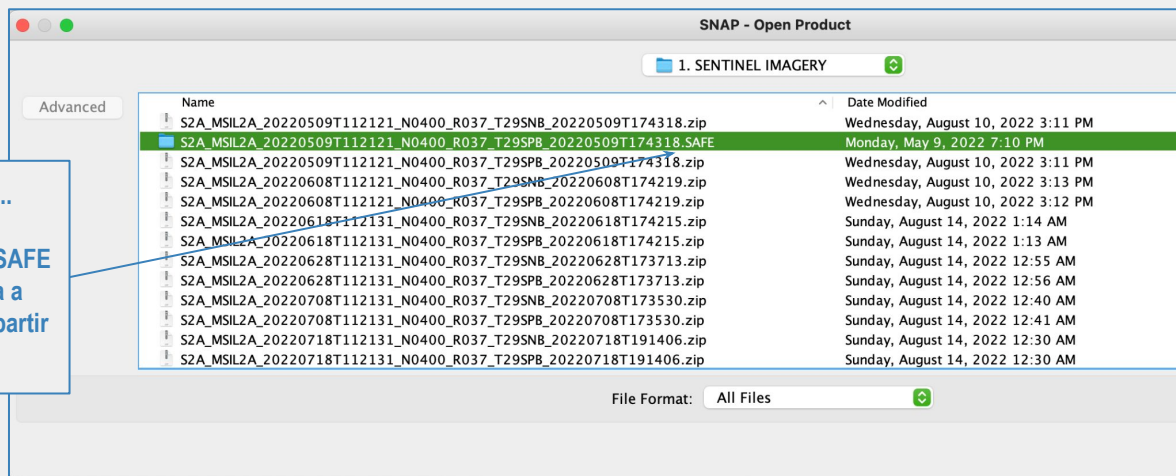 SNAP - Open Product
1. SENTINEL IMAGERY
Advanced
Name Date Modified
S2A_MSIL2A_20220509T112121_N0400_R037_T29SNB_20220509T174318.zip Wednesday, August 10, 2022 3:11 PM
S2A_MSIL2A_20220509T112121_N0400_R037_T29SPB_20220509T174318.SAFE Monday, May 9, 2022 7:10 PM
S2A_MSIL2A_20220509T112121_N0400_R037_T29SPB_20220509T174318.zip Wednesday, August 10, 2022 3:11 PM
S2A_MSIL2A_20220608T112121_N0400_R037_T29SNB_20220608T174219.zip Wednesday, August 10, 2022 3:13 PM
S2A_MSIL2A_20220608T112121_N0400_R037_T29SPB_20220608T174219.zip Wednesday, August 10, 2022 3:12 PM
S2A_MSIL2A_20220618T112131_N0400_R037_T29SNB_20220618T174215.zip Sunday, August 14, 2022 1:14 AM
S2A_MSIL2A_20220618T112131_N0400_R037_T29SPB_20220618T174215.zip Sunday, August 14, 2022 1:13 AM
S2A_MSIL2A_20220628T112131_N0400_R037_T29SNB_20220628T173713.zip Sunday, August 14, 2022 12:55 AM
S2A_MSIL2A_20220628T112131_N0400_R037_T29SPB_20220628T173713.zip Sunday, August 14, 2022 12:56 AM
S2A_MSIL2A_20220708T112131_N0400_R037_T29SNB_20220708T173530.zip Sunday, August 14, 2022 12:40 AM
S2A_MSIL2A_20220708T112131_N0400_R037_T29SPB_20220708T173530.zip Sunday, August 14, 2022 12:41 AM
S2A_MSIL2A_20220718T112131_N0400_R037_T29SNB_20220718T191406.zip Sunday, August 14, 2022 12:30 AM
S2A_MSIL2A_20220718T112131_N0400_R037_T29SPB_20220718T191406.zip Sunday, August 14, 2022 12:30 AM
..
SAFE
a
partir
File Format: All Files